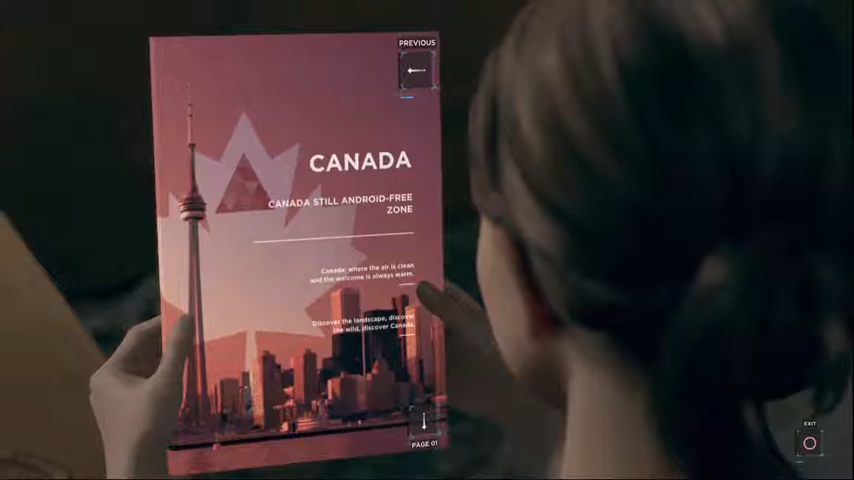 PREVIOUS
CANADA
CANADA STILL ANDROID-FREE
ZONE
Canada: where the air is clean
and the welcome is always warm.
Discover the landscape, discover
the wild, discover Canada.
PAGE 01
EXIT